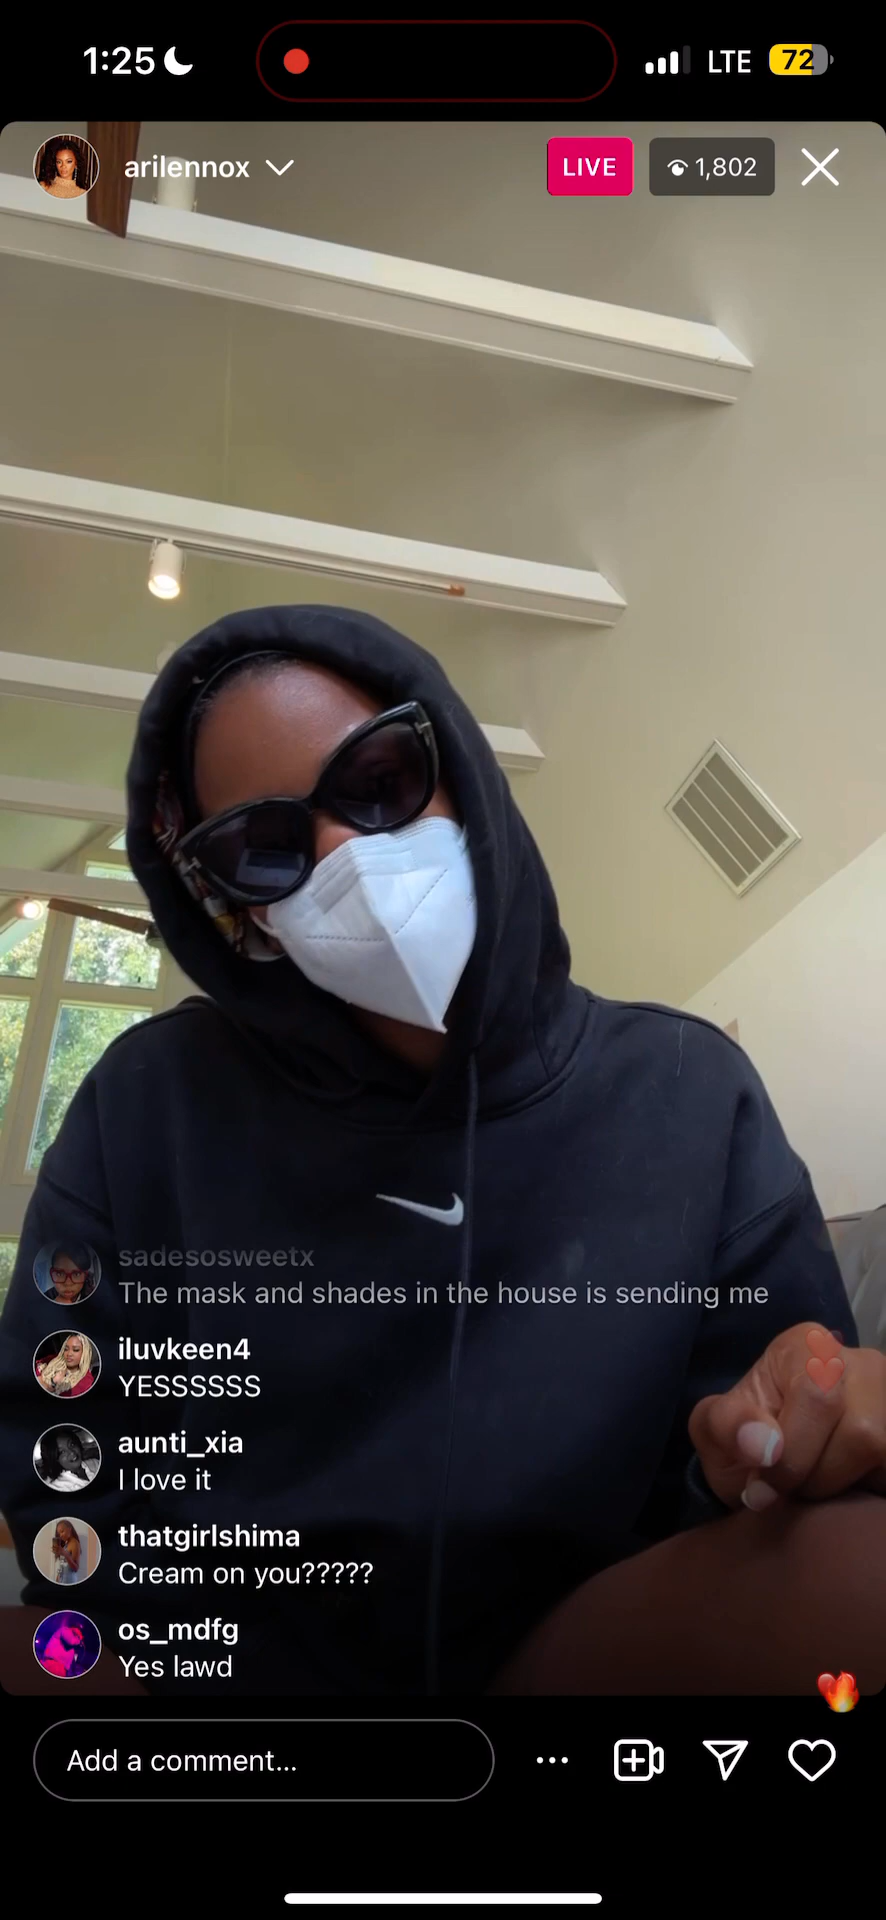 1:25
LTE
72
arilennox
LIVE
1,802
sadesosweetx
The mask and shades in the house is sending me
iluvkeen4
YESSSSSS
aunti_xia
I love it
thatgirlshima
Cream on you?????
os_mdfg
Yes lawd
Add a comment...